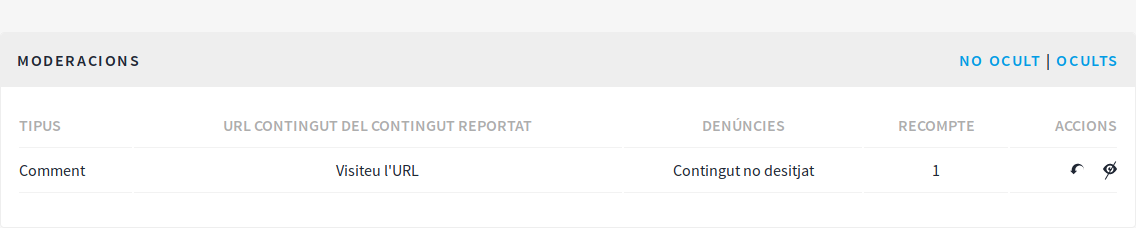 MODERACIONS NO OCULT | OCULTS
TIPUS URL CONTINGUT DEL CONTINGUT REPORTAT DENÚNCIES RECOMPTE ACCIONS
Comment Visiteu l'URL Contingut no desitjat 1